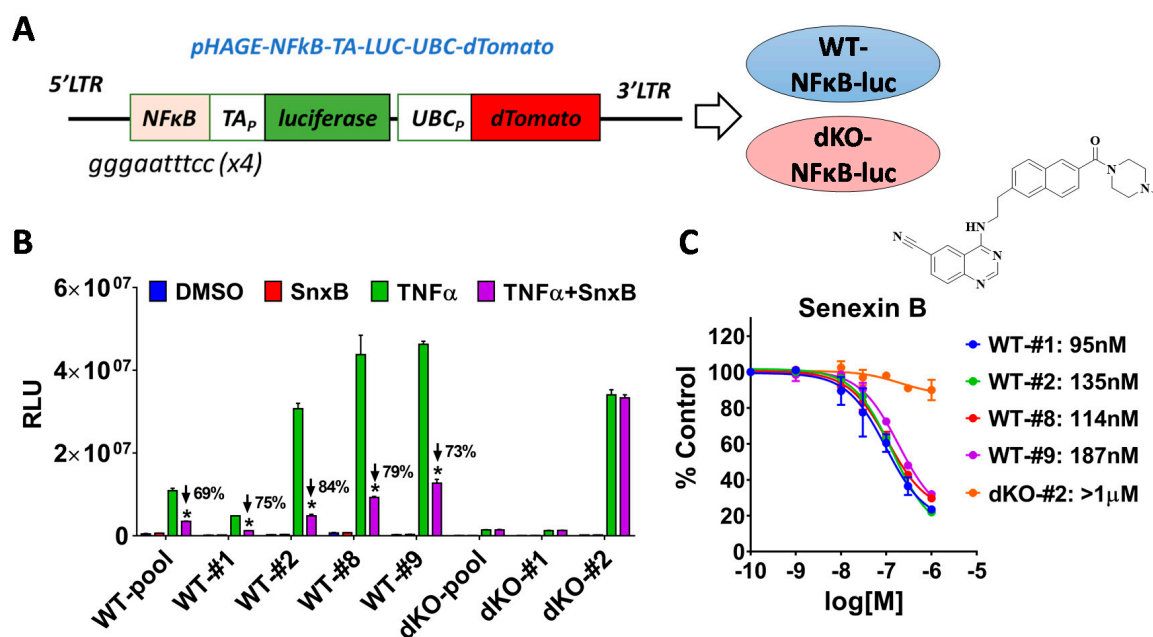 A
pHAGE-NFkB-TA-LUC-UBC-dTomato
5'LTR
3'LTR
NFκB
TAP
luciferase
UBCP
dTomato
gggaatttcc (x4)
WT-
NFκB-luc
dKO-
NFκB-luc
O
N
N
HN
N
N
N
B
DMSO SnxB TNFα TNFα+SnxB
6×10⁰⁷
4×10⁰⁷
2×10⁰⁷
0
RLU
69%
75%
84%
79%
73%
*
*
*
*
*
WT-pool
WT-#1
WT-#2
WT-#8
WT-#9
dKO-pool
dKO-#1
dKO-#2
C
Senexin B
120
100
80
60
40
20
0
% Control
-10 -9 -8 -7 -6 -5
log[M]
WT-#1: 95nM
WT-#2: 135nM
WT-#8: 114nM
WT-#9: 187nM
dKO-#2: >1μM